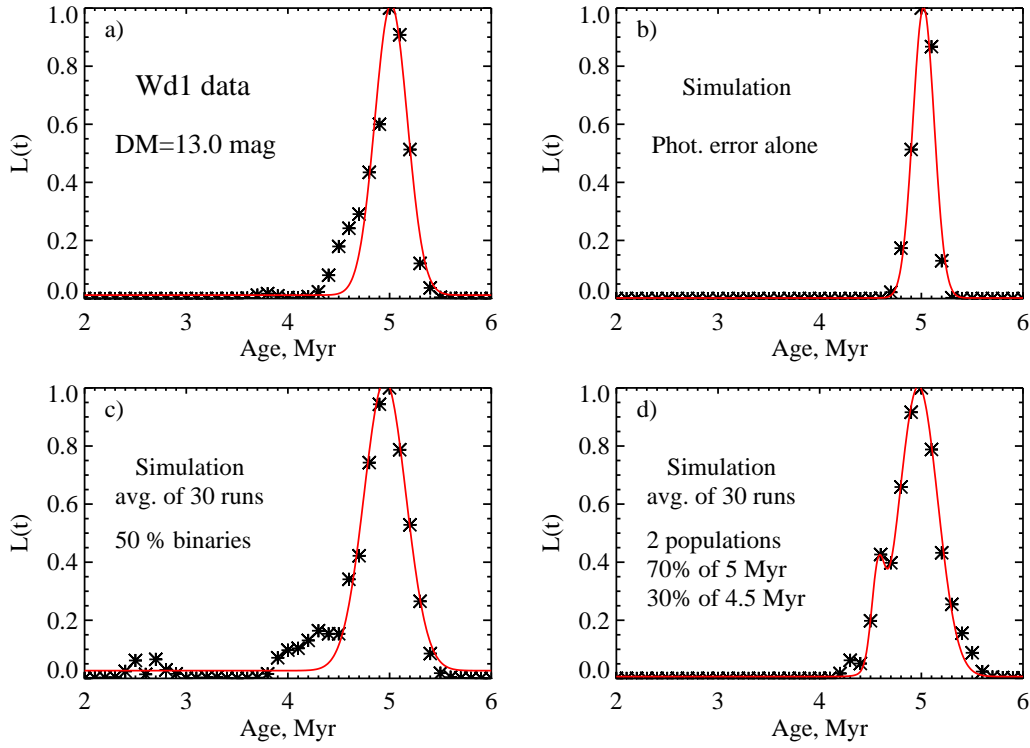 a)
Wd1 data
DM=13.0 mag
L(t)
1.0
0.8
0.6
0.4
0.2
0.0
2
3
4
5
6
Age, Myr
b)
Simulation
Phot. error alone
L(t)
1.0
0.8
0.6
0.4
0.2
0.0
2
3
4
5
6
Age, Myr
c)
Simulation
avg. of 30 runs
50 % binaries
L(t)
1.0
0.8
0.6
0.4
0.2
0.0
2
3
4
5
6
Age, Myr
d)
Simulation
avg. of 30 runs
2 populations
70% of 5 Myr
30% of 4.5 Myr
L(t)
1.0
0.8
0.6
0.4
0.2
0.0
2
3
4
5
6
Age, Myr